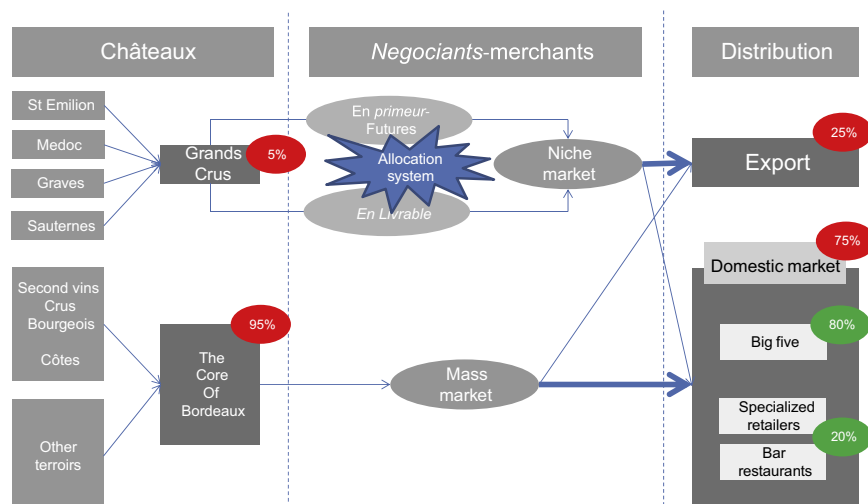 Châteaux
Negociants-merchants
Distribution
St Emilion
Medoc
Graves
Sauternes
Grands
Crus
5%
En primeur-
Futures
Allocation
system
En Livrable
Niche
market
25%
Export
75%
Domestic market
Second vins
Crus
Bourgeois
Côtes
95%
The
Core
Of
Bordeaux
Mass
market
80%
Big five
Specialized
retailers
20%
Bar
restaurants
Other
terroirs